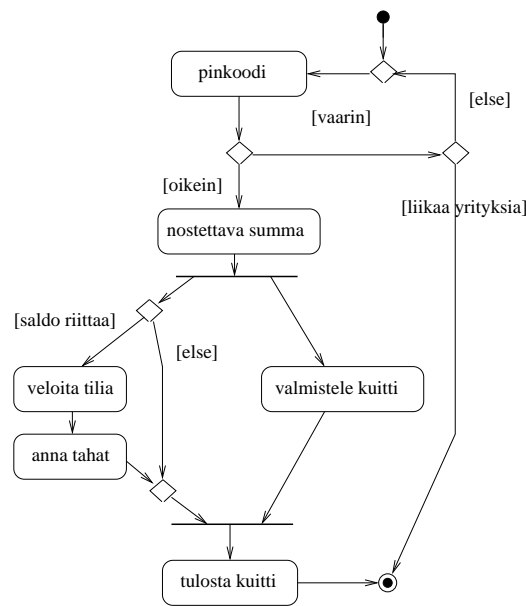 pinkoodi
[else]
[vaarin]
[oikein]
[liikaa yrityksia]
nostettava summa
[saldo riittaa]
[else]
veloita tilia
valmistele kuitti
anna tahat
tulosta kuitti